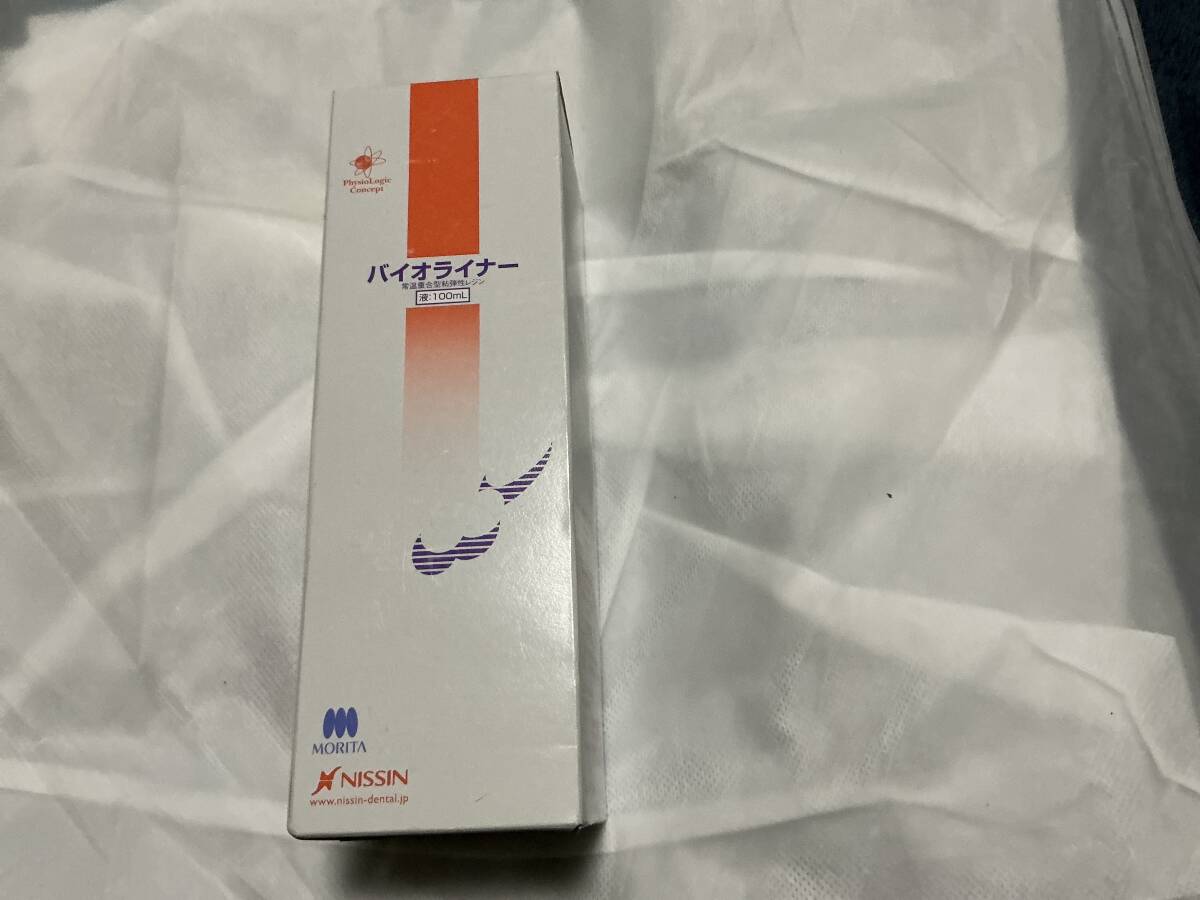 PhysioLogic
Concept
バイオライナー
常温重合型粘弾性レジン
液:100mL
MORITA
NISSIN
www.nissin-dental.jp